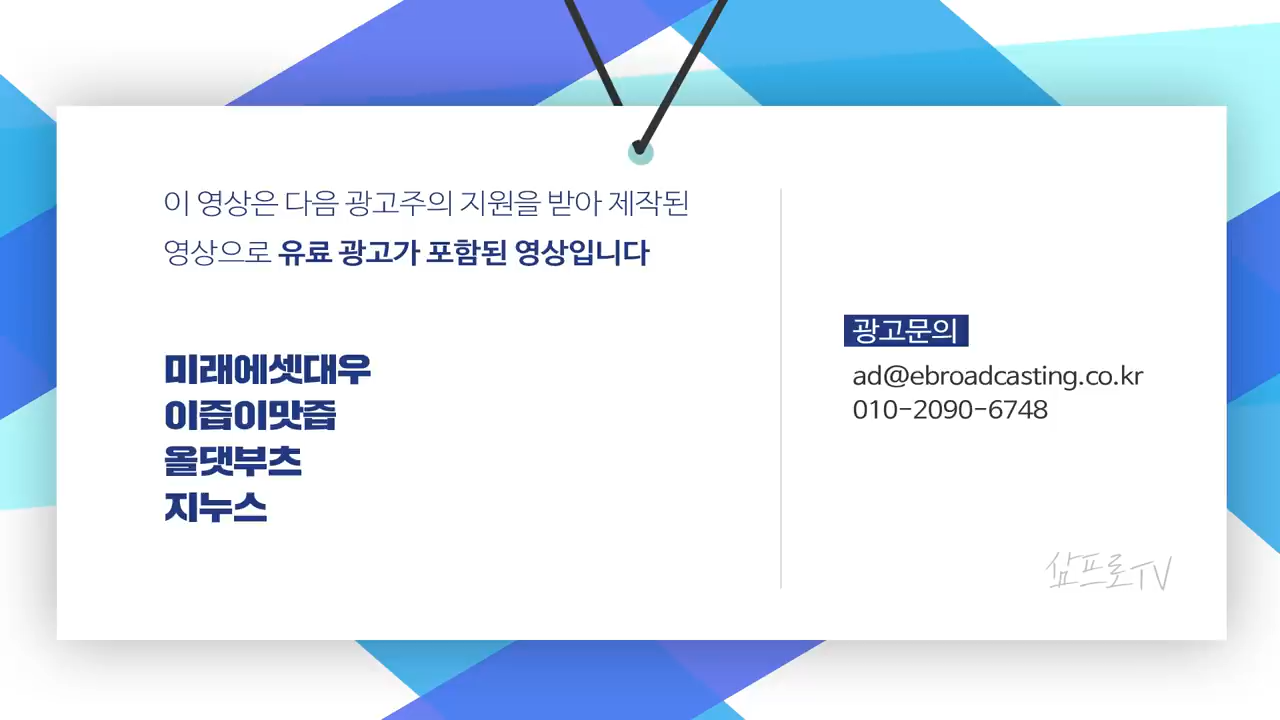 이 영상은 다음 광고주의 지원을 받아 제작된
영상으로 유료 광고가 포함된 영상입니다
미래에셋대우
이즙이맛즙
올댓부츠
지누스
광고문의
ad@ebroadcasting.co.kr
010-2090-6748
삼프로TV